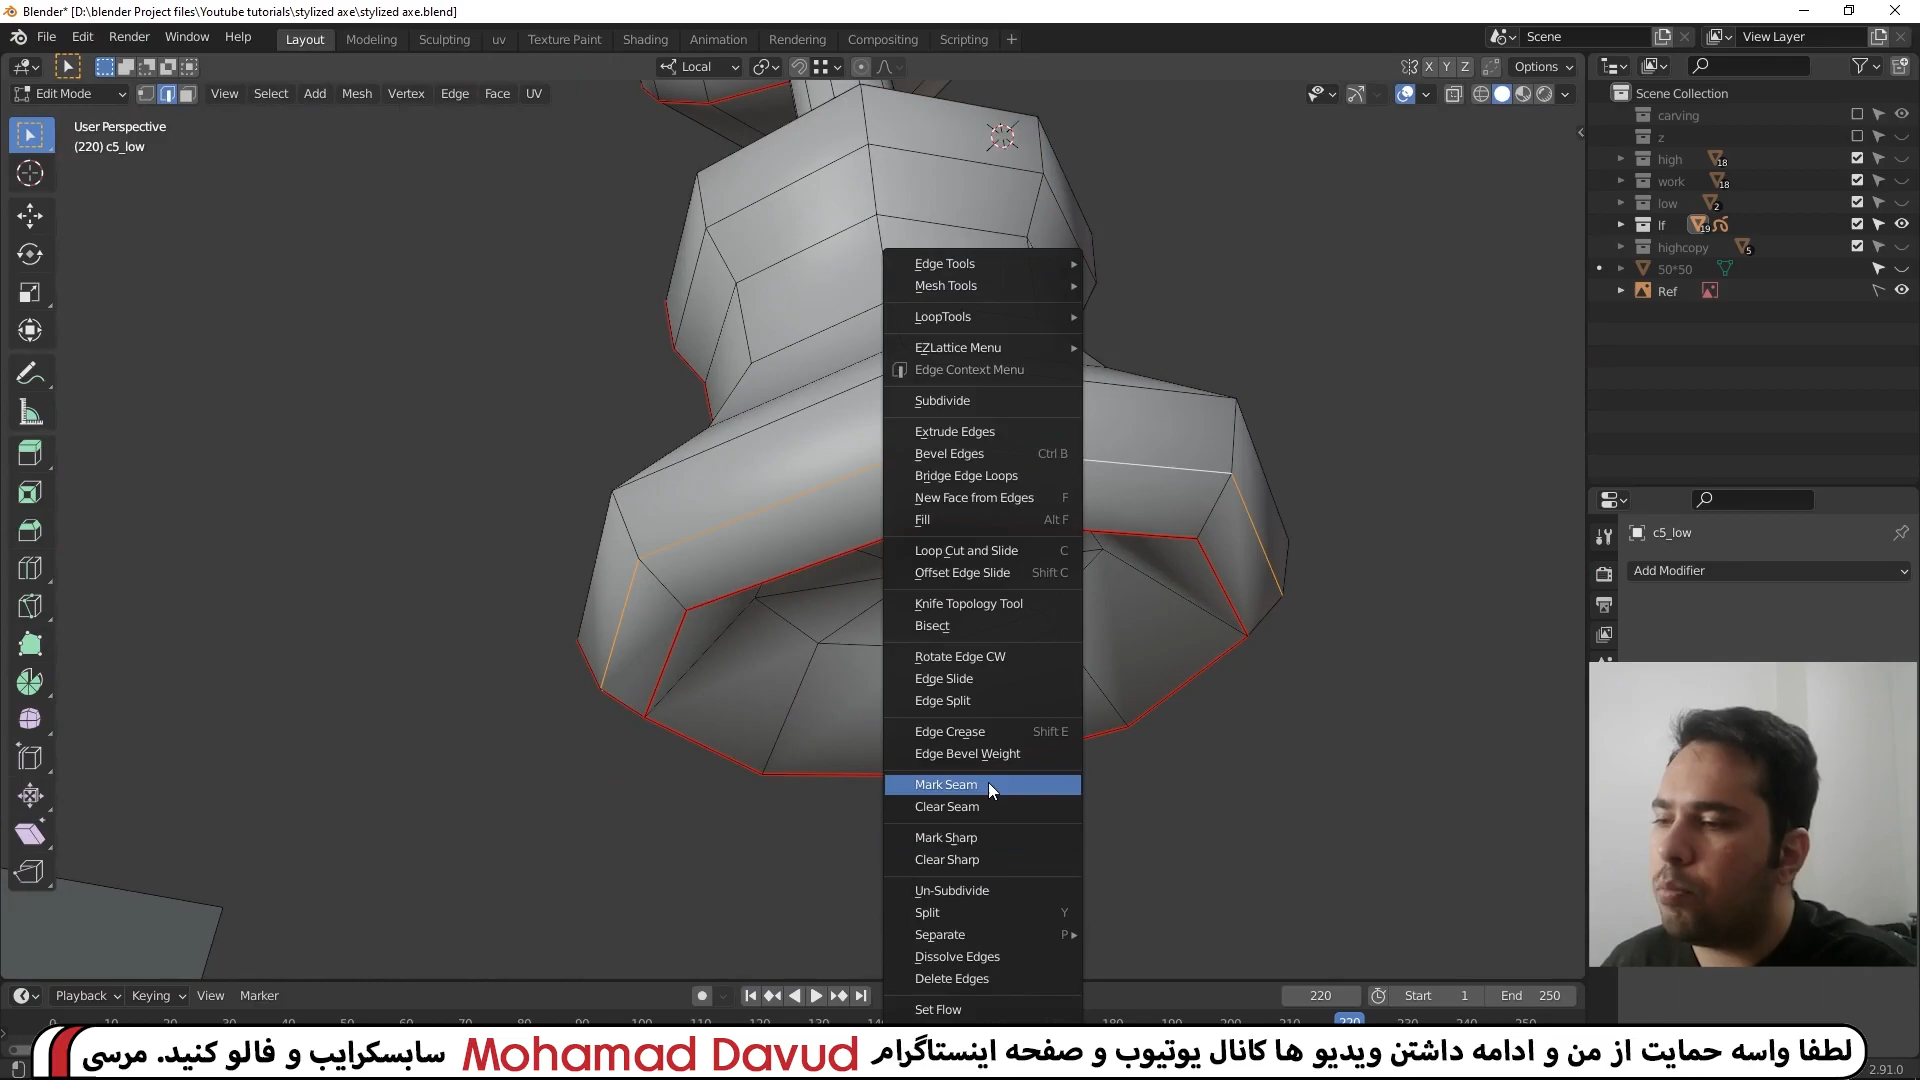 Blender* [D:\blender Project files\Youtube tutorials\stylized axe\stylized axe.blend]
File Edit Render Window Help Layout Modeling Sculpting uv Texture Paint Shading Animation Rendering Compositing Scripting + Scene View Layer
Local X Y Z Options
Edit Mode View Select Add Mesh Vertex Edge Face UV
User Perspective
(220) c5_low
Scene Collection
carving
z
high 18
work 18
low 2
lf 19
highcopy 5
50*50
Ref
c5_low
Add Modifier
Edge Tools
Mesh Tools
LoopTools
EZLattice Menu
Edge Context Menu
Subdivide
Extrude Edges
Bevel Edges Ctrl B
Bridge Edge Loops
New Face from Edges F
Fill Alt F
Loop Cut and Slide C
Offset Edge Slide Shift C
Knife Topology Tool
Bisect
Rotate Edge CW
Edge Slide
Edge Split
Edge Crease Shift E
Edge Bevel Weight
Mark Seam
Clear Seam
Mark Sharp
Clear Sharp
Un-Subdivide
Split Y
Separate P
Dissolve Edges
Delete Edges
Set Flow
Playback Keying View Marker 220 Start 1 End 250
لطفا واسه حمایت از من و ادامه داشتن ویدیو ها کانال یوتیوب و صفحه اینستاگرام Mohamad Davud سابسکرایب و فالو کنید. مرسی
2.91.0